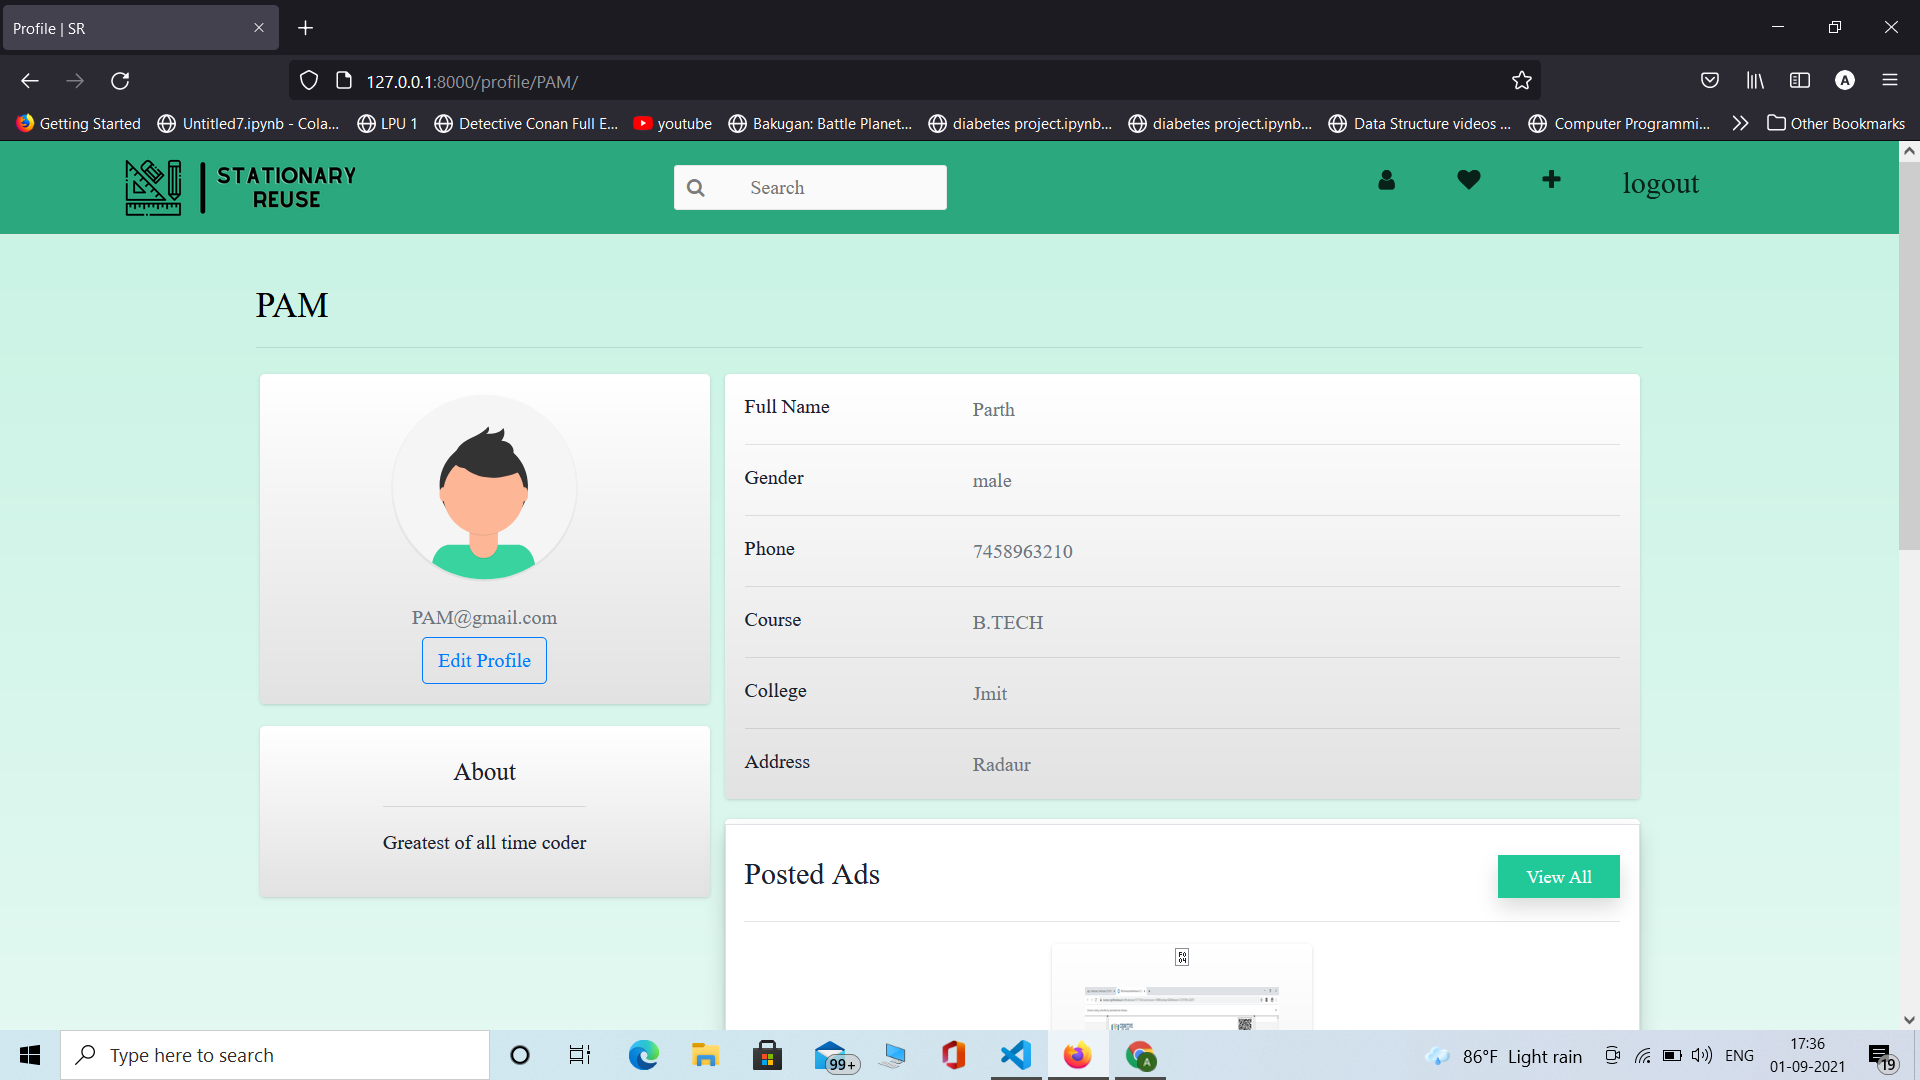 Profile | SR
127.0.0.1:8000/profile/PAM/
A
Getting Started
Untitled7.ipynb - Cola...
LPU 1
Detective Conan Full E...
youtube
Bakugan: Battle Planet...
diabetes project.ipynb...
diabetes project.ipynb...
Data Structure videos ...
Computer Programmi...
Other Bookmarks
STATIONARY
REUSE
Search
logout
PAM
PAM@gmail.com
Edit Profile
About
Greatest of all time coder
Full Name Parth
Gender male
Phone 7458963210
Course B.TECH
College Jmit
Address Radaur
Posted Ads
View All
Type here to search
99+
A
86°F Light rain
ENG
17:36
01-09-2021
19